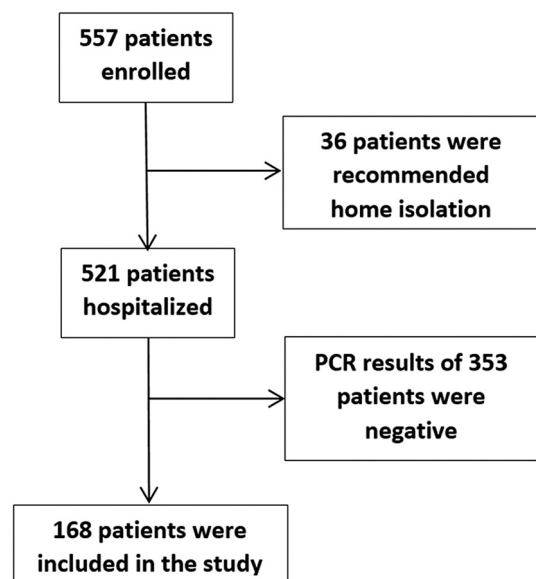 557 patients
enrolled
36 patients were
recommended
home isolation
521 patients
hospitalized
PCR results of 353
patients were
negative
168 patients were
included in the study